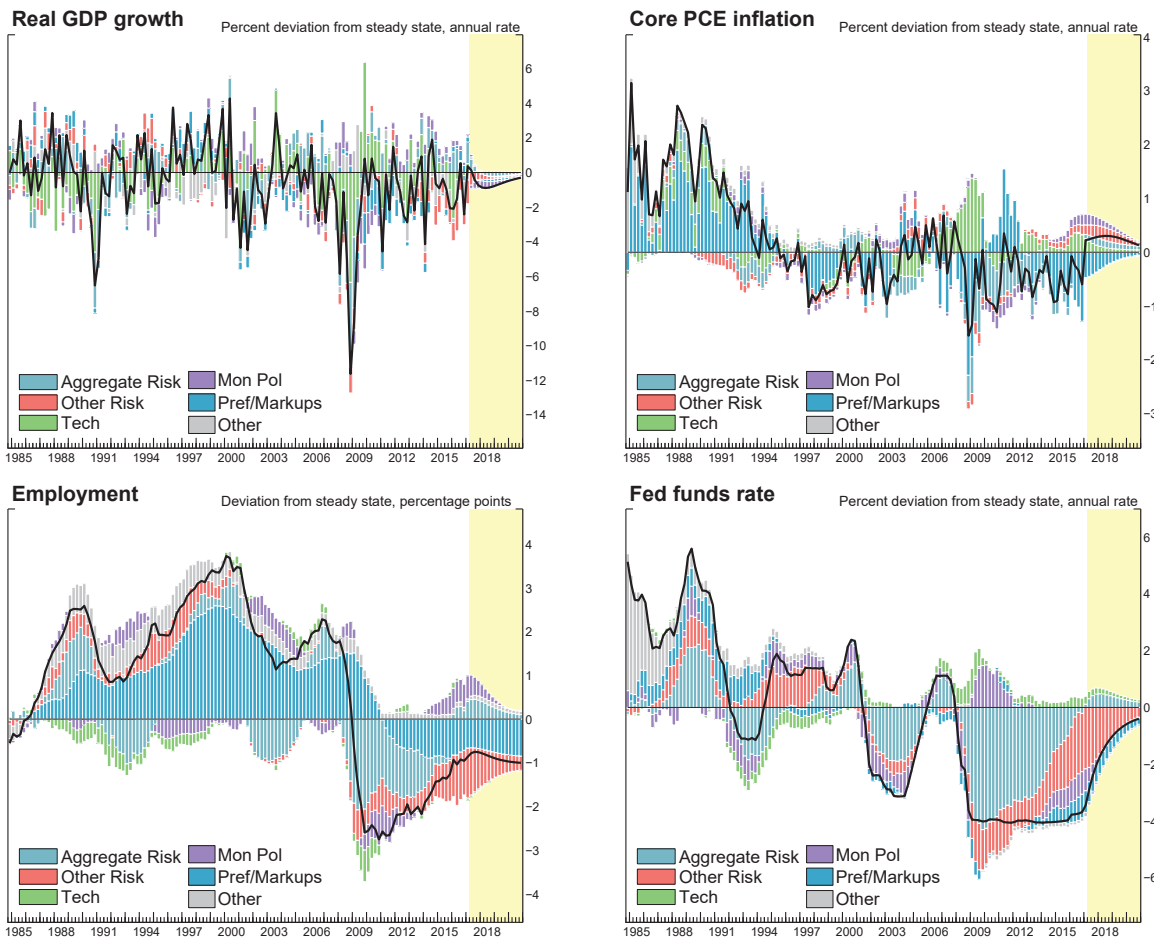 Real GDP growth
Percent deviation from steady state, annual rate
6
4
2
0
−2
−4
−6
−8
−10
−12
−14
Aggregate Risk
Other Risk
Tech
Mon Pol
Pref/Markups
Other
1985 1988 1991 1994 1997 2000 2003 2006 2009 2012 2015 2018
Core PCE inflation
Percent deviation from steady state, annual rate
4
3
2
1
0
−1
−2
−3
Aggregate Risk
Other Risk
Tech
Mon Pol
Pref/Markups
Other
1985 1988 1991 1994 1997 2000 2003 2006 2009 2012 2015 2018
Employment
Deviation from steady state, percentage points
4
3
2
1
0
−1
−2
−3
−4
Aggregate Risk
Other Risk
Tech
Mon Pol
Pref/Markups
Other
1985 1988 1991 1994 1997 2000 2003 2006 2009 2012 2015 2018
Fed funds rate
Percent deviation from steady state, annual rate
6
4
2
0
−2
−4
−6
Aggregate Risk
Other Risk
Tech
Mon Pol
Pref/Markups
Other
1985 1988 1991 1994 1997 2000 2003 2006 2009 2012 2015 2018